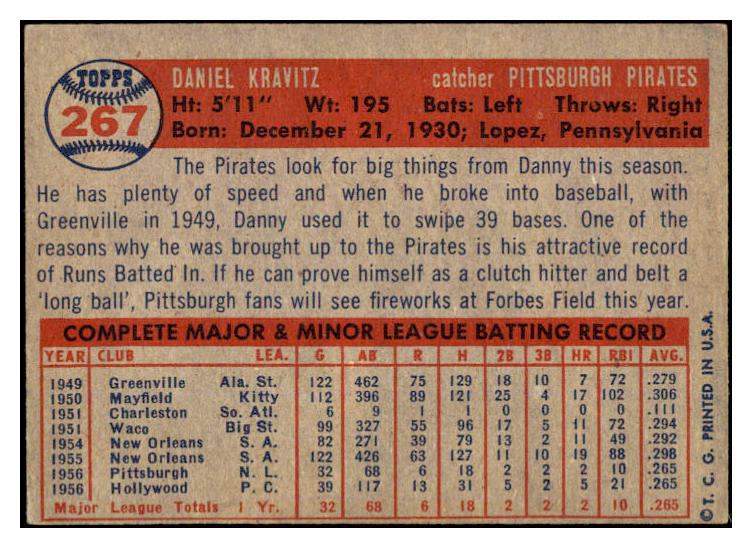 TOPPS
267
DANIEL KRAVITZ catcher PITTSBURGH PIRATES
Ht: 5'11" Wt: 195 Bats: Left Throws: Right
Born: December 21, 1930; Lopez, Pennsylvania
The Pirates look for big things from Danny this season.
He has plenty of speed and when he broke into baseball, with
Greenville in 1949, Danny used it to swipe 39 bases. One of the
reasons why he was brought up to the Pirates is his attractive record
of Runs Batted In. If he can prove himself as a clutch hitter and belt a
'long ball', Pittsburgh fans will see fireworks at Forbes Field this year.
COMPLETE MAJOR & MINOR LEAGUE BATTING RECORD
YEAR CLUB LEA. G AB R H 2B 3B HR RBI AVG.
1949 Greenville Ala. St. 122 462 75 129 18 10 7 72 .279
1950 Mayfield Kitty 112 396 89 121 25 4 17 102 .306
1951 Charleston So. Atl. 6 9 1 1 0 0 0 0 .111
1951 Waco Big St. 99 327 55 96 17 5 11 72 .294
1954 New Orleans S. A. 82 271 39 79 13 2 11 49 .292
1955 New Orleans S. A. 122 426 63 127 11 10 19 88 .298
1956 Pittsburgh N. L. 32 68 6 18 2 2 2 10 .265
1956 Hollywood P. C. 39 117 13 31 5 2 5 21 .265
Major League Totals 1 Yr. 32 68 6 18 2 2 2 10 .265
© T. C. G. PRINTED IN U.S.A.